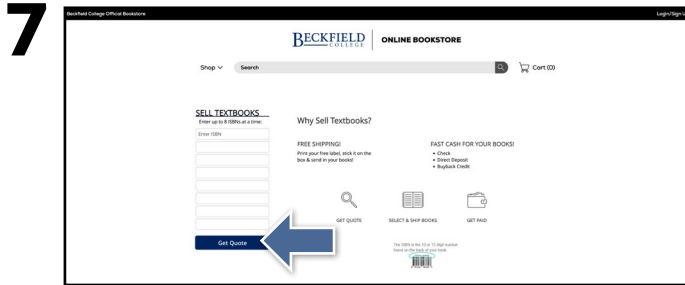 7
Beckfield College Official Bookstore
Login/Sign U
BECKFIELD
COLLEGE
ONLINE BOOKSTORE
Shop
Search
Cart (0)
SELL TEXTBOOKS
Enter up to 8 ISBNs at a time:
Enter ISBN
Get Quote
Why Sell Textbooks?
FREE SHIPPING!
Print your free label, stick it on the
box & send in your books!
FAST CASH FOR YOUR BOOKS!
• Check
• Direct Deposit
• Buyback Credit
GET QUOTE
SELECT & SHIP BOOKS
GET PAID
The ISBN is the 10 or 13 digit number
found on the back of your book